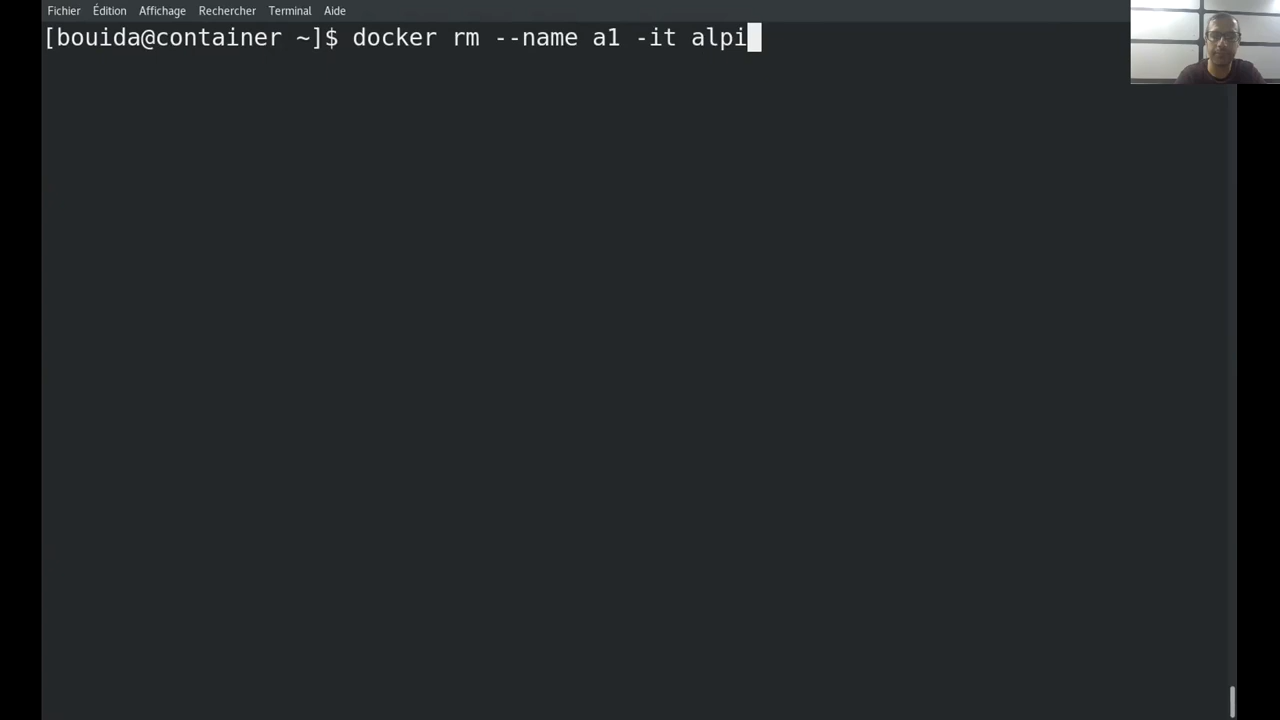 Fichier Édition Affichage Rechercher Terminal Aide
[bouida@container ~]$ docker rm --name a1 -it alpi